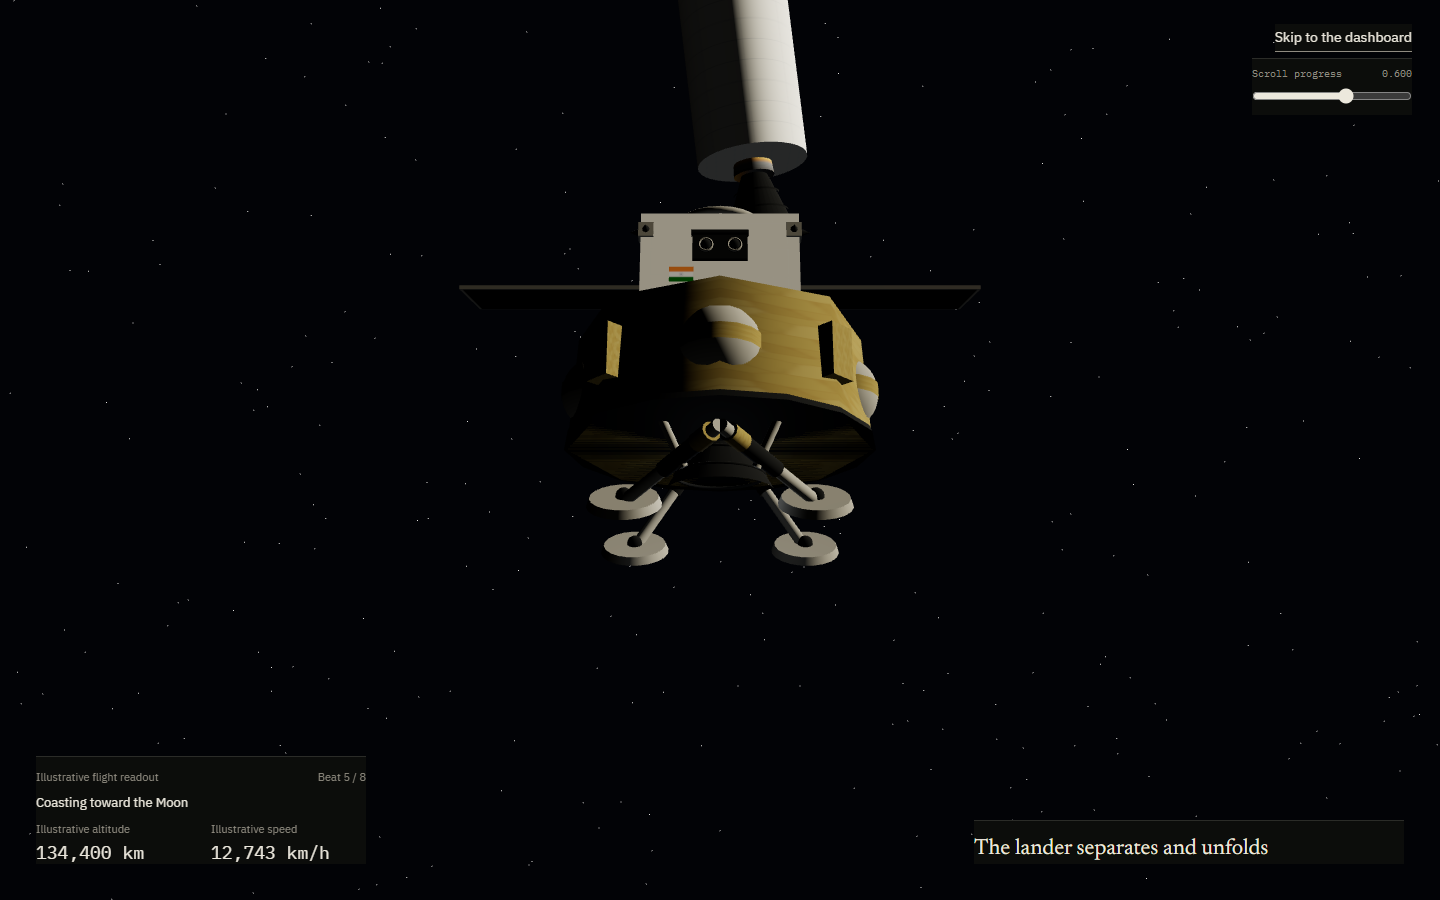 Skip to the dashboard
Scroll progress 0.600
Illustrative flight readout Beat 5 / 8
Coasting toward the Moon
Illustrative altitude Illustrative speed
134,400 km 12,743 km/h
The lander separates and unfolds